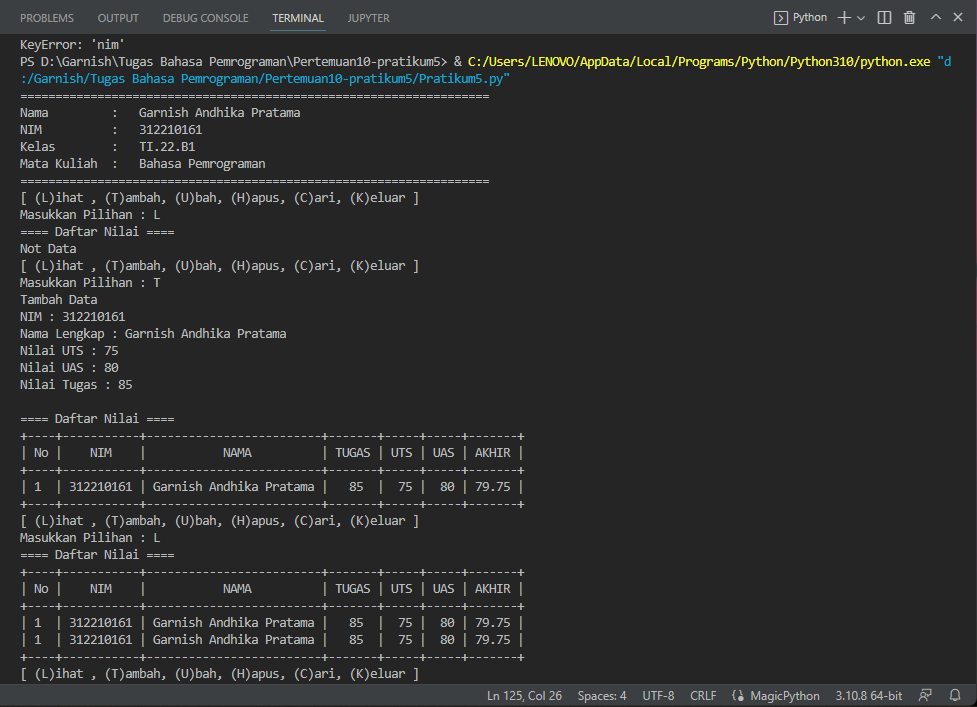 PROBLEMS OUTPUT DEBUG CONSOLE TERMINAL JUPYTER Python
KeyError: 'nim'
PS D:\Garnish\Tugas Bahasa Pemrograman\Pertemuan10-pratikum5> & C:/Users/LENOVO/AppData/Local/Programs/Python/Python310/python.exe "d
:/Garnish/Tugas Bahasa Pemrograman/Pertemuan10-pratikum5/Pratikum5.py"
===================================================================
Nama         :   Garnish Andhika Pratama
NIM          :   312210161
Kelas        :   TI.22.B1
Mata Kuliah  :   Bahasa Pemrograman
===================================================================
[ (L)ihat , (T)ambah, (U)bah, (H)apus, (C)ari, (K)eluar ]
Masukkan Pilihan : L
==== Daftar Nilai ====
Not Data
[ (L)ihat , (T)ambah, (U)bah, (H)apus, (C)ari, (K)eluar ]
Masukkan Pilihan : T
Tambah Data
NIM : 312210161
Nama Lengkap : Garnish Andhika Pratama
Nilai UTS : 75
Nilai UAS : 80
Nilai Tugas : 85
==== Daftar Nilai ====
+----+-----------+-------------------------+-------+-----+-----+-------+
| No |    NIM    |           NAMA          | TUGAS | UTS | UAS | AKHIR |
+----+-----------+-------------------------+-------+-----+-----+-------+
| 1  | 312210161 | Garnish Andhika Pratama |   85  |  75 |  80 | 79.75 |
+----+-----------+-------------------------+-------+-----+-----+-------+
[ (L)ihat , (T)ambah, (U)bah, (H)apus, (C)ari, (K)eluar ]
Masukkan Pilihan : L
==== Daftar Nilai ====
+----+-----------+-------------------------+-------+-----+-----+-------+
| No |    NIM    |           NAMA          | TUGAS | UTS | UAS | AKHIR |
+----+-----------+-------------------------+-------+-----+-----+-------+
| 1  | 312210161 | Garnish Andhika Pratama |   85  |  75 |  80 | 79.75 |
| 1  | 312210161 | Garnish Andhika Pratama |   85  |  75 |  80 | 79.75 |
+----+-----------+-------------------------+-------+-----+-----+-------+
[ (L)ihat , (T)ambah, (U)bah, (H)apus, (C)ari, (K)eluar ]
Ln 125, Col 26 Spaces: 4 UTF-8 CRLF MagicPython 3.10.8 64-bit